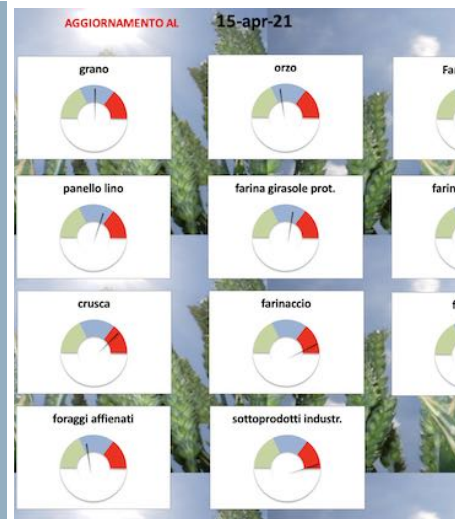 AGGIORNAMENTO AL 15-apr-21
grano orzo
panello lino farina girasole prot.
crusca farinaccio
foraggi affienati sottoprodotti industr.